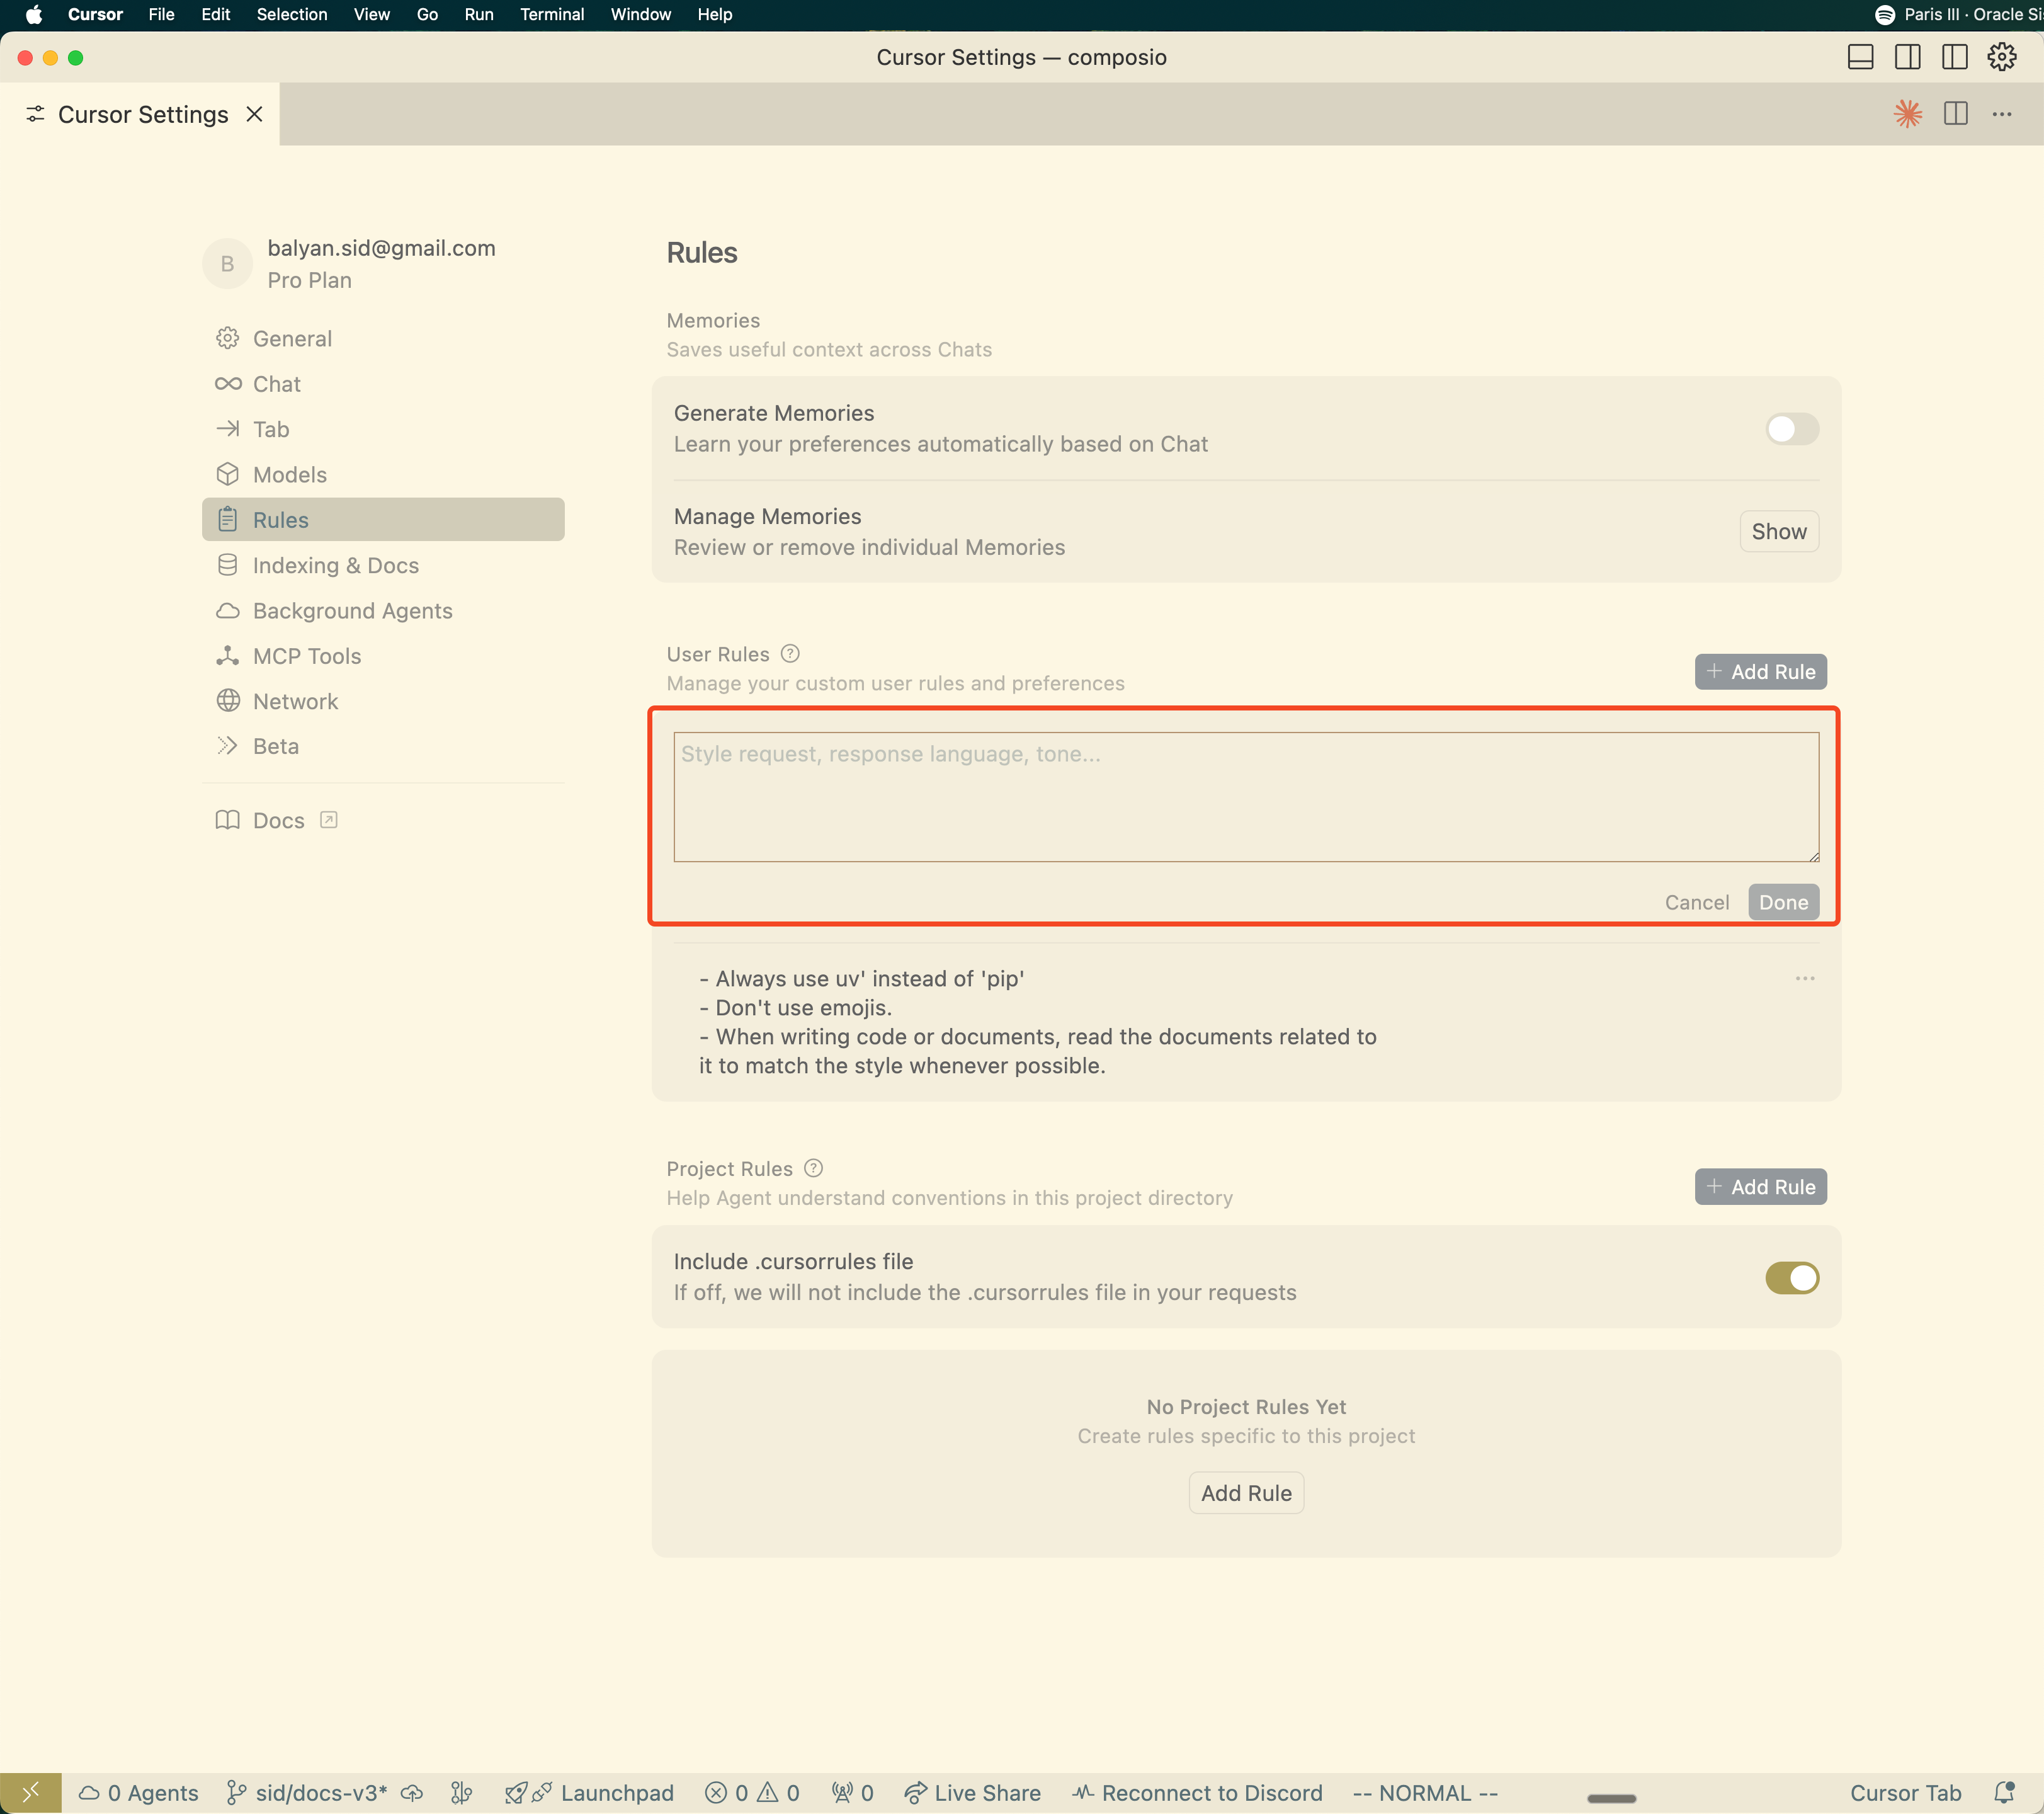 Cursor File Edit Selection View Go Run Terminal Window Help Paris III · Oracle Si
Cursor Settings — composio
Cursor Settings
B
balyan.sid@gmail.com
Pro Plan
General
Chat
Tab
Models
Rules
Indexing & Docs
Background Agents
MCP Tools
Network
Beta
Docs
Rules
Memories
Saves useful context across Chats
Generate Memories
Learn your preferences automatically based on Chat
Manage Memories
Review or remove individual Memories
Show
User Rules
Manage your custom user rules and preferences
+ Add Rule
Style request, response language, tone...
Cancel Done
- Always use uv' instead of 'pip'
- Don't use emojis.
- When writing code or documents, read the documents related to
it to match the style whenever possible.
Project Rules
Help Agent understand conventions in this project directory
+ Add Rule
Include .cursorrules file
If off, we will not include the .cursorrules file in your requests
No Project Rules Yet
Create rules specific to this project
Add Rule
0 Agents sid/docs-v3* Launchpad 0 0 0 Live Share Reconnect to Discord -- NORMAL -- Cursor Tab